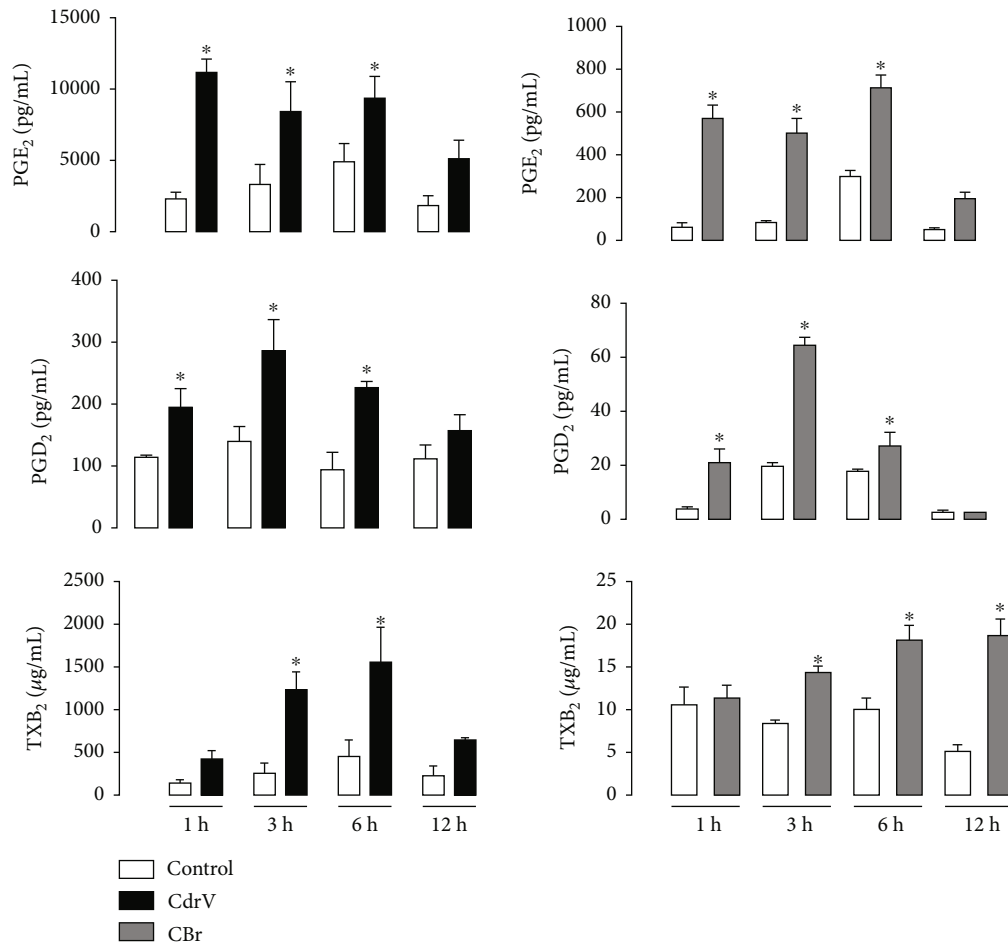 15000
10000
5000
0
PGE₂ (pg/mL)
* * *
1000
800
600
400
200
0
PGE₂ (pg/mL)
* * *
400
300
200
100
0
PGD₂ (pg/mL)
* * *
80
60
40
20
0
PGD₂ (pg/mL)
* * *
2500
2000
1500
1000
500
0
TXB₂ (µg/mL)
* *
1 h 3 h 6 h 12 h
25
20
15
10
5
0
TXB₂ (µg/mL)
* * *
1 h 3 h 6 h 12 h
Control
CdrV
CBr